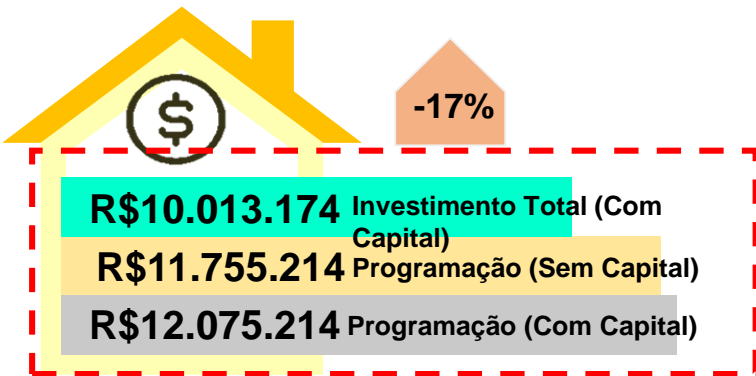 $
-17%
R$10.013.174 Investimento Total (Com
Capital)
R$11.755.214 Programação (Sem Capital)
R$12.075.214 Programação (Com Capital)